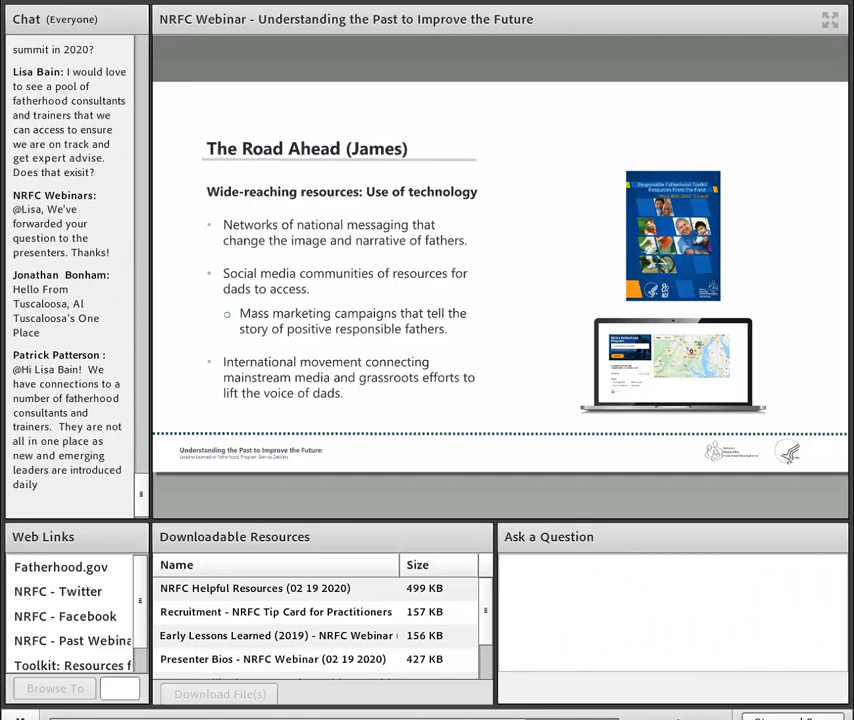 Chat (Everyone)
summit in 2020?
Lisa Bain: I would love
to see a pool of
fatherhood consultants
and trainers that we
can access to ensure
we are on track and
get expert advise.
Does that exisit?
NRFC Webinars:
@Lisa, We've
forwarded your
question to the
presenters. Thanks!
Jonathan Bonham:
Hello From
Tuscaloosa, Al
Tuscaloosa's One
Place
Patrick Patterson :
@Hi Lisa Bain! We
have connections to a
number of fatherhood
consultants and
trainers. They are not
all in one place as
new and emerging
leaders are introduced
daily
NRFC Webinar - Understanding the Past to Improve the Future
The Road Ahead (James)
Wide-reaching resources: Use of technology
Networks of national messaging that
change the image and narrative of fathers.
Social media communities of resources for
dads to access.
Mass marketing campaigns that tell the
story of positive responsible fathers.
International movement connecting
mainstream media and grassroots efforts to
lift the voice of dads.
Responsible Fatherhood Toolkit:
Resources From the Field
Understanding the Past to Improve the Future:
Lessons Learned in Fatherhood Program Service Delivery
Web Links
Fatherhood.gov
NRFC - Twitter
NRFC - Facebook
NRFC - Past Webina
Toolkit: Resources f
Browse To
Downloadable Resources
Name Size
NRFC Helpful Resources (02 19 2020) 499 KB
Recruitment - NRFC Tip Card for Practitioners 157 KB
Early Lessons Learned (2019) - NRFC Webinar 156 KB
Presenter Bios - NRFC Webinar (02 19 2020) 427 KB
Download File(s)
Ask a Question